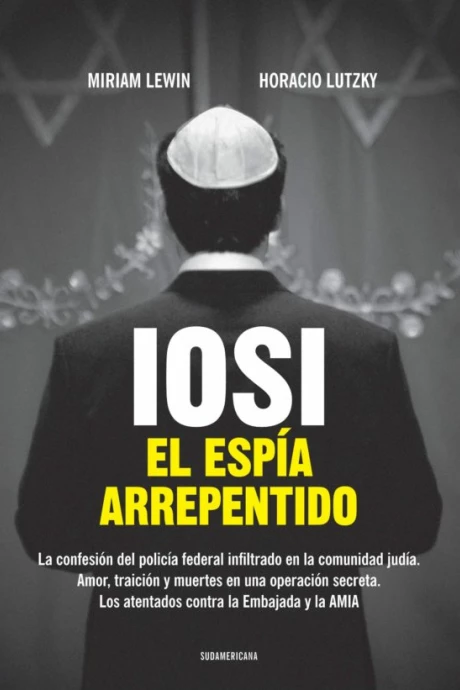 MIRIAM LEWIN HORACIO LUTZKY
IOSI
EL ESPÍA
ARREPENTIDO
La confesión del policía federal infiltrado en la comunidad judía.
Amor, traición y muertes en una operación secreta.
Los atentados contra la Embajada y la AMIA
SUDAMERICANA